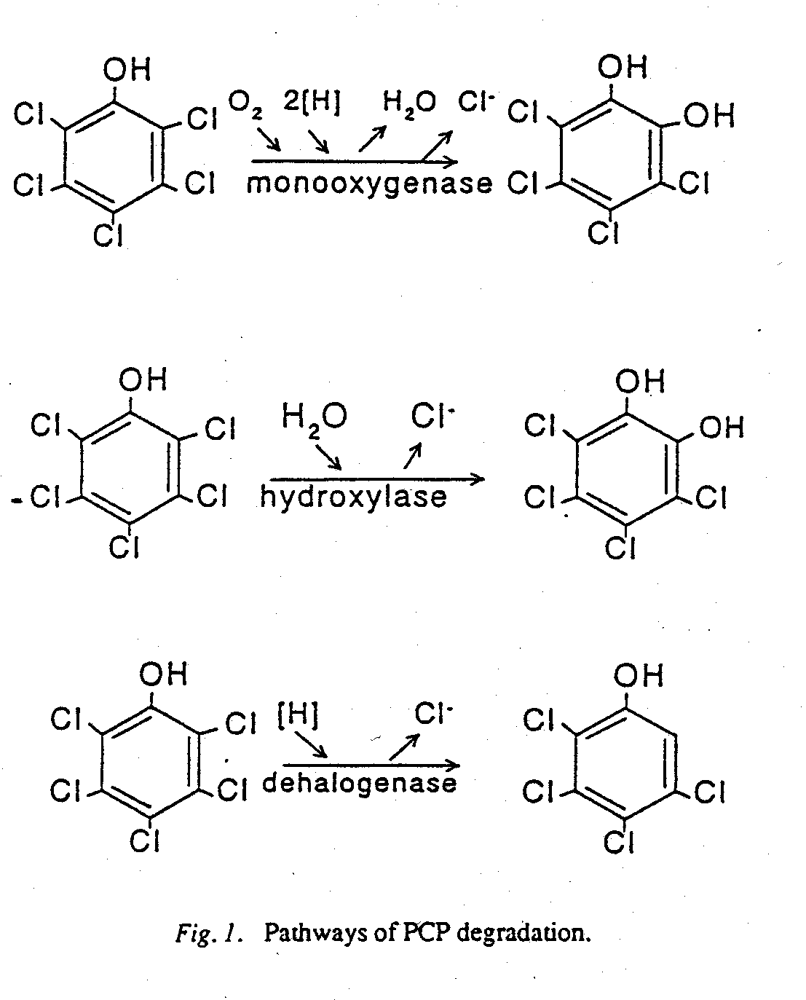 OH OH
Cl Cl O₂ 2[H] H₂O Cl⁻ Cl OH
Cl Cl monooxygenase Cl Cl
Cl Cl
OH OH
Cl Cl H₂O Cl⁻ Cl OH
Cl Cl hydroxylase Cl Cl
Cl Cl
OH OH
Cl Cl [H] Cl⁻ Cl
Cl Cl dehalogenase Cl Cl
Cl Cl
Fig. 1. Pathways of PCP degradation.